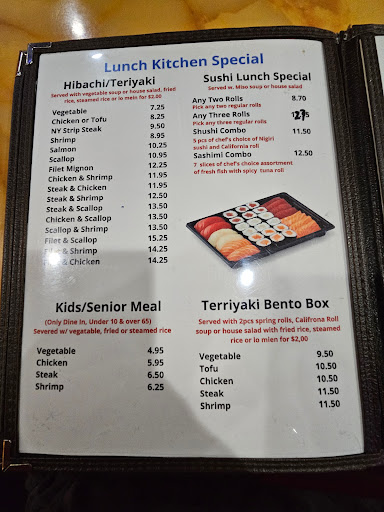 Lunch Kitchen Special
Hibachi/Teriyaki
Served with vegetable soup or house salad, fried
rice, steamed rice or lo mein for $2.00
Vegetable 7.25
Chicken or Tofu 8.25
NY Strip Steak 9.50
Shrimp 8.95
Salmon 10.25
Scallop 10.95
Filet Mignon 12.25
Chicken & Shrimp 11.95
Steak & Chicken 11.95
Steak & Shrimp 12.50
Steak & Scallop 13.50
Chicken & Scallop 13.50
Scallop & Shrimp 13.50
Filet & Scallop 15.25
Filet & Shrimp 14.25
& Chicken 14.25
Sushi Lunch Special
Served w. Miso soup or house salad
Any Two Rolls 8.70
Pick any two regular rolls
Any Three Rolls
Pick any three regular rolls
Shushi Combo 11.50
5 pcs of chef's choice of Nigiri
sushi and California roll
Sashimi Combo 12.50
7 slices of chef's choice assortment
of fresh fish with spicy tuna roll
Kids/Senior Meal
(Only Dine In, Under 10 & over 65)
Severed w/ vegatable, fried or steamed rice
Vegetable 4.95
Chicken 5.95
Steak 6.50
Shrimp 6.25
Terriyaki Bento Box
Served with 2pcs spring rolls, Califrona Roll
soup or house salad with fried rice, steamed
rice or lo mien for $2,00
Vegetable 9.50
Tofu 10.50
Chicken 10.50
Steak 11.50
Shrimp 11.50